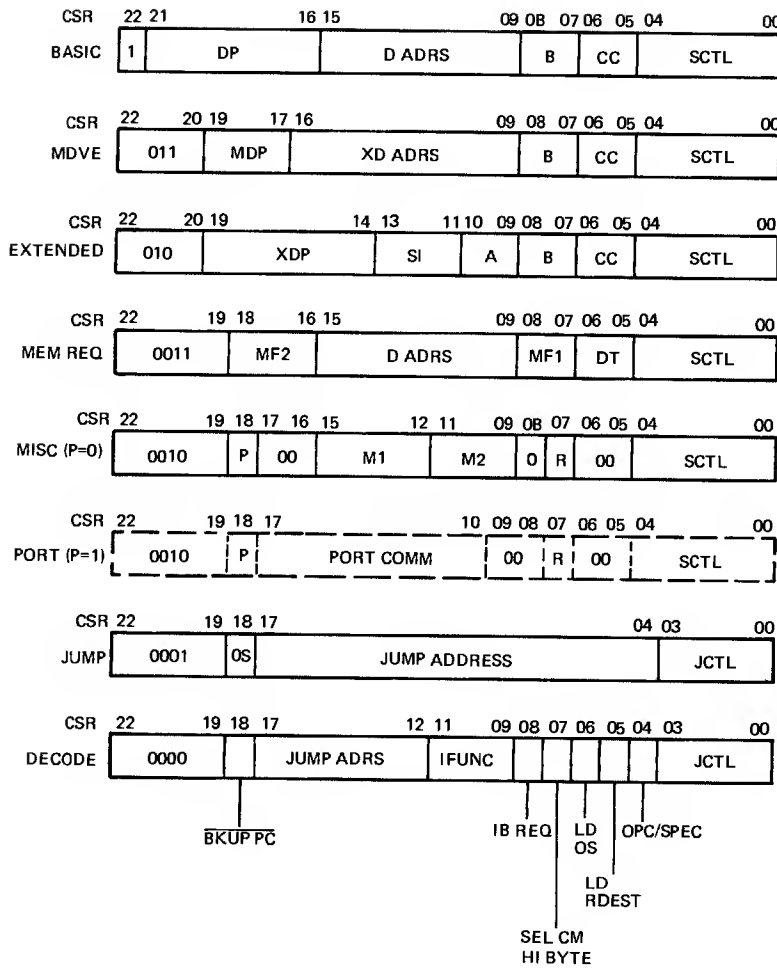 CSR 22 21 16 15 09 08 07 06 05 04 00
BASIC 1 DP D ADRS B CC SCTL
CSR 22 20 19 17 16 09 08 07 06 05 04 00
MDVE 011 MDP XD ADRS B CC SCTL
CSR 22 20 19 14 13 11 10 09 08 07 06 05 04 00
EXTENDED 010 XDP SI A B CC SCTL
CSR 22 19 18 16 15 09 08 07 06 05 04 00
MEM REQ 0011 MF2 D ADRS MF1 DT SCTL
CSR 22 19 18 17 16 15 12 11 09 08 07 06 05 04 00
MISC (P=0) 0010 P 00 M1 M2 0 R 00 SCTL
CSR 22 19 18 17 10 09 08 07 06 05 04 00
PORT (P=1) 0010 P PORT COMM 00 R 00 SCTL
CSR 22 19 18 17 04 03 00
JUMP 0001 OS JUMP ADDRESS JCTL
CSR 22 19 18 17 12 11 09 08 07 06 05 04 03 00
DECODE 0000 JUMP ADRS IFUNC JCTL
BKUP PC IB REQ LD OPC/SPEC
OS
LD
RDEST
SEL CM
HI BYTE